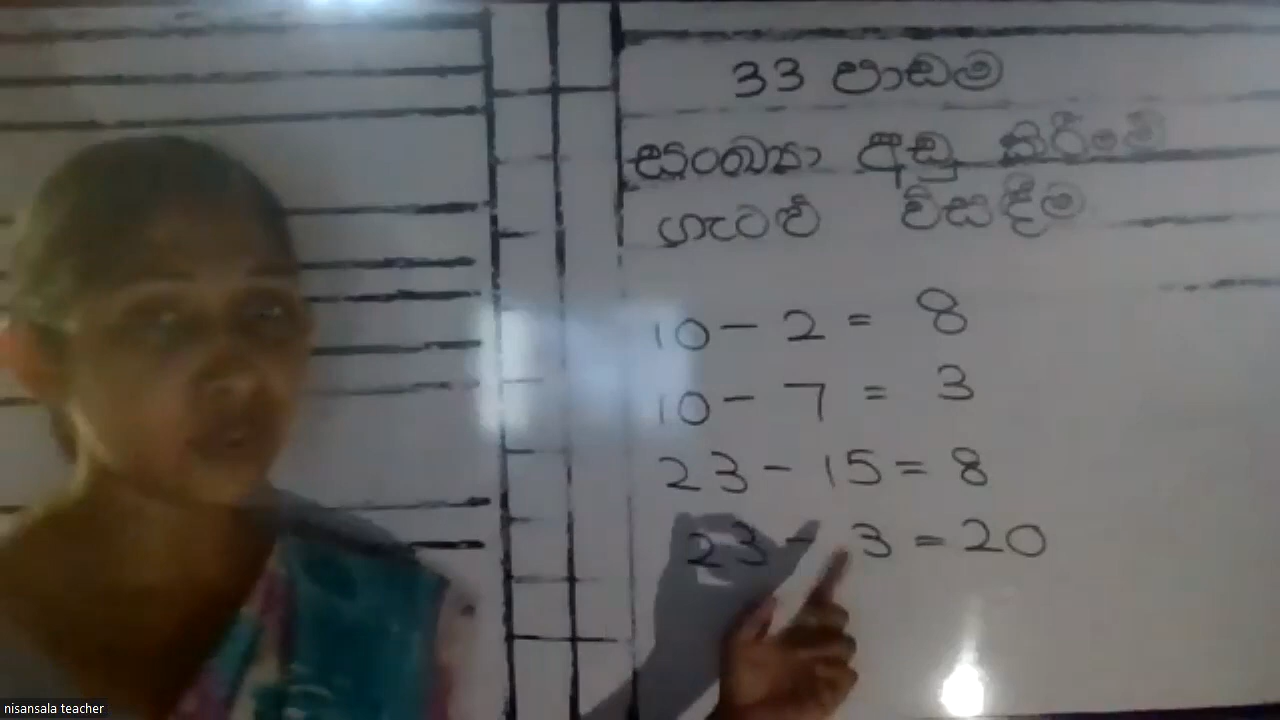 33 පාඩම
සංඛ්‍යා අඩු කිරීමේ
ගැටළු විසඳීම
10 - 2 = 8
10 - 7 = 3
23 - 15 = 8
23 - 3 = 20
nisansala teacher